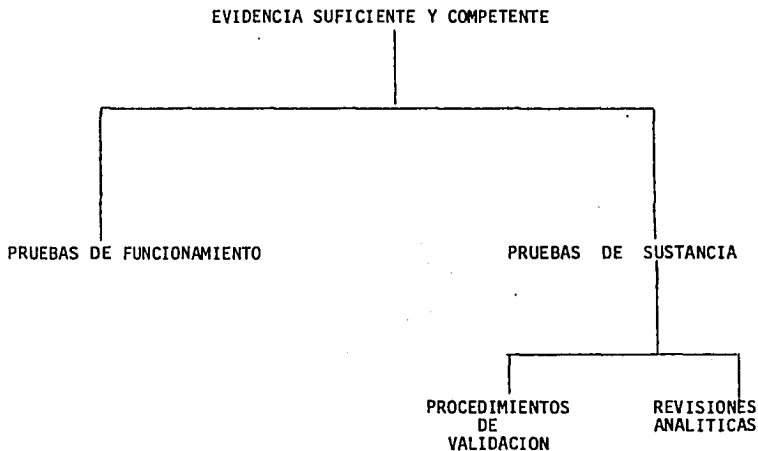 EVIDENCIA SUFICIENTE Y COMPETENTE
PRUEBAS DE FUNCIONAMIENTO
PRUEBAS DE SUSTANCIA
PROCEDIMIENTOS
DE
VALIDACION
REVISIONES
ANALITICAS